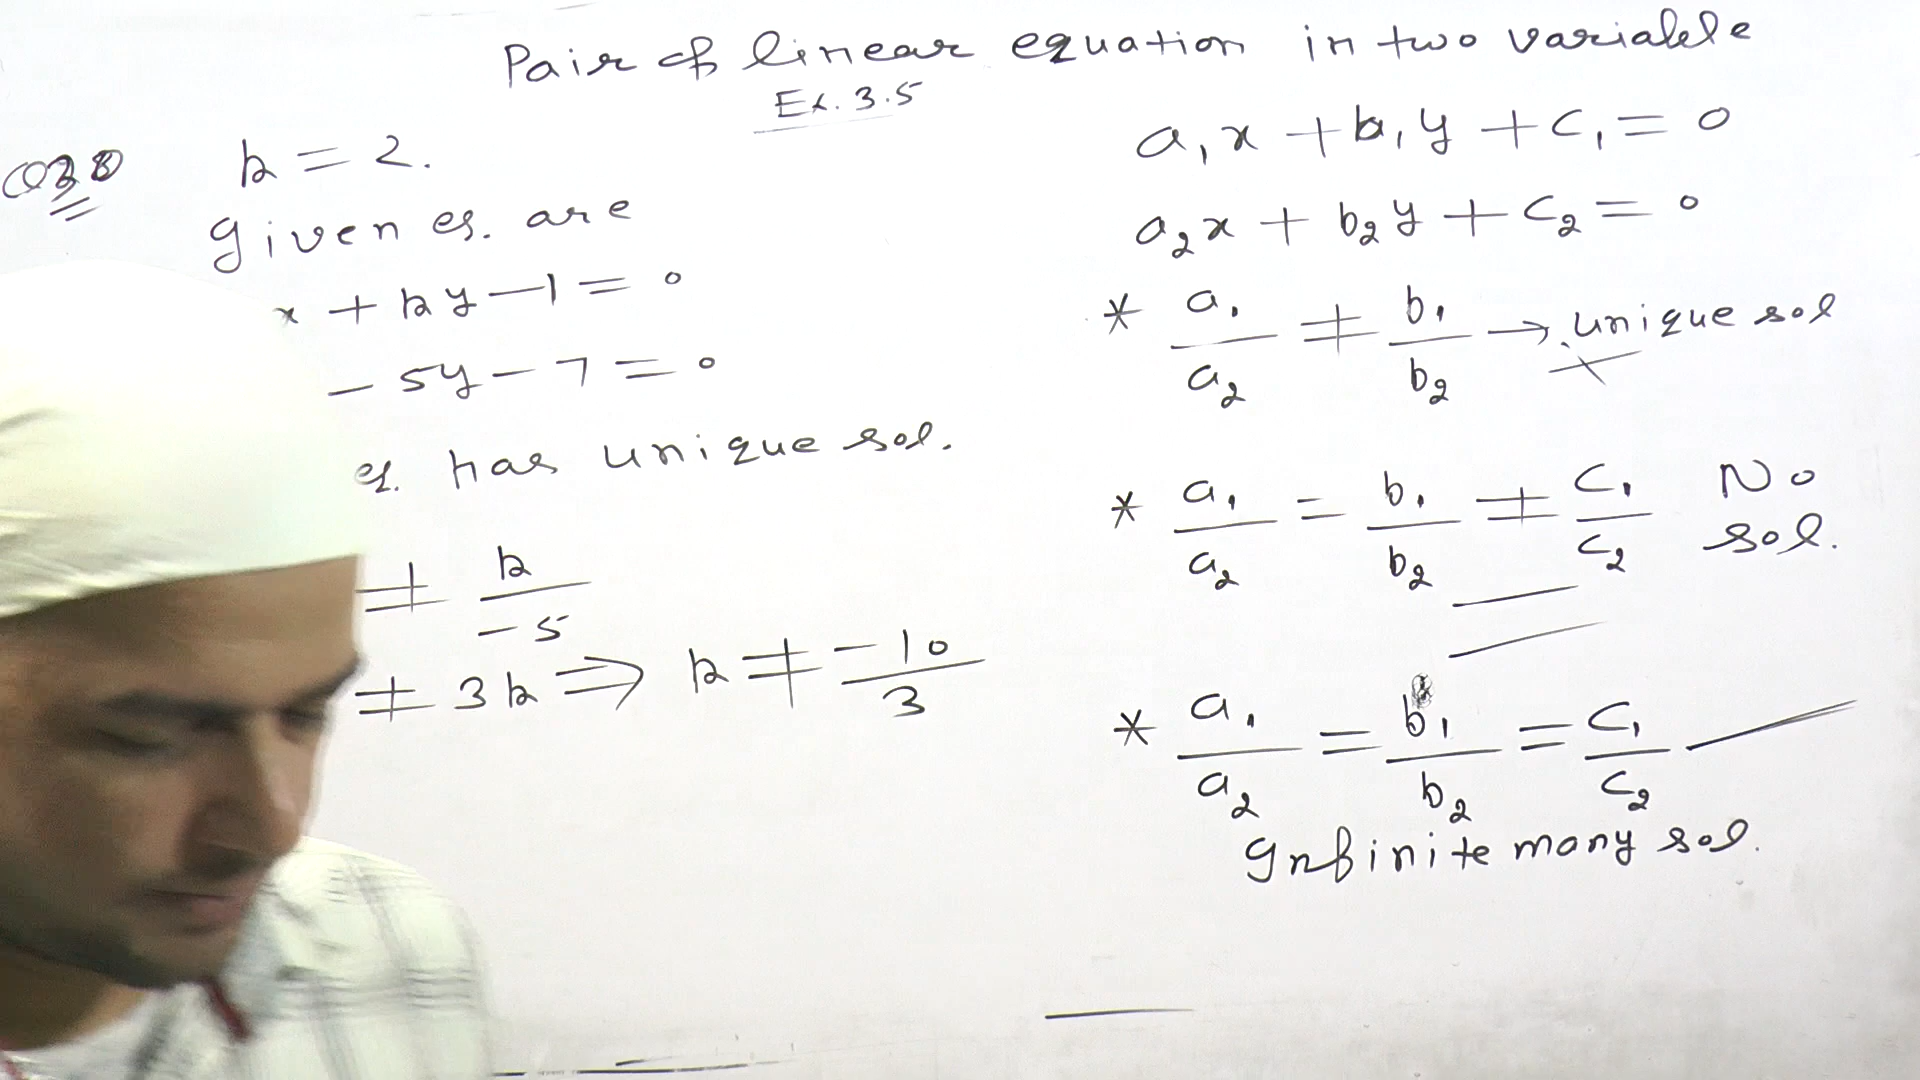 Pair of linear equation in two variable
Ex. 3.5
Q38
k = 2.
given eq. are
x + ky - 1 = 0
- 5y - 7 = 0
eq. has unique sol.
≠ k/-5
≠ 3k ⇒ k ≠ -10/3
a₁x + b₁y + c₁ = 0
a₂x + b₂y + c₂ = 0
* a₁/a₂ ≠ b₁/b₂ → unique sol
* a₁/a₂ = b₁/b₂ ≠ c₁/c₂ No sol.
* a₁/a₂ = b₁/b₂ = c₁/c₂
Infinite many sol.